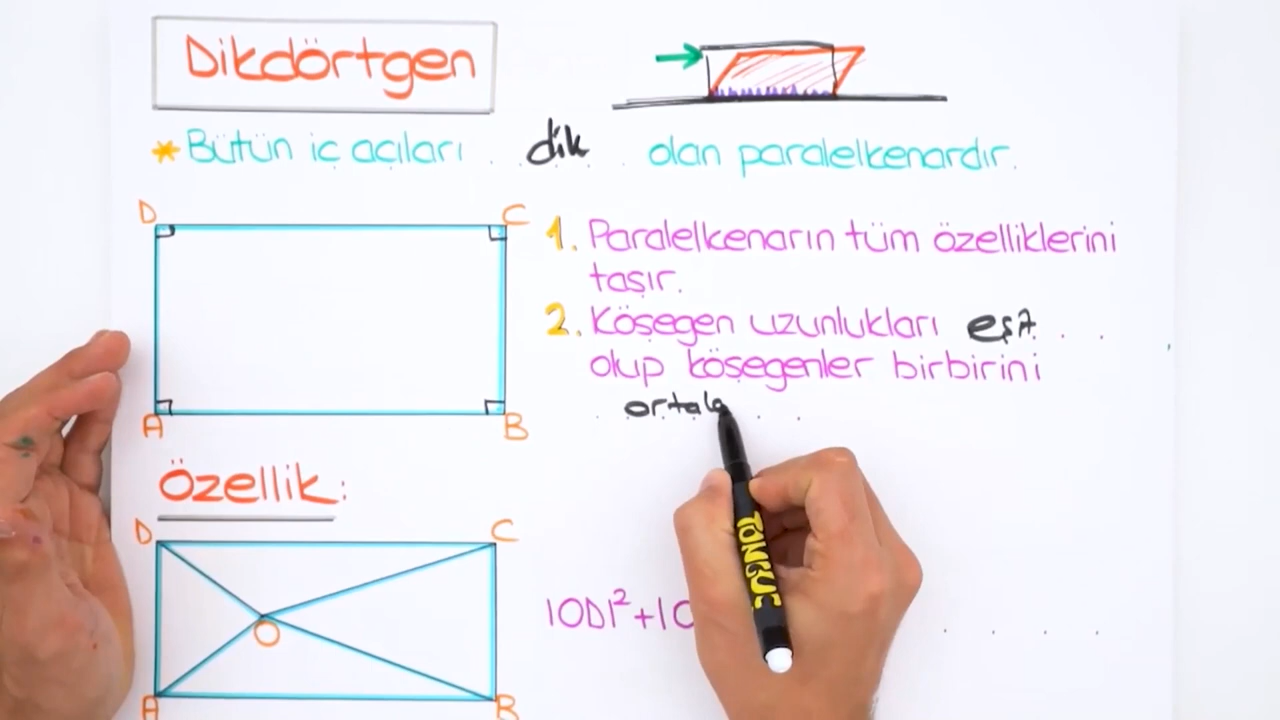 Dikdörtgen
* Bütün iç açıları dik olan paralelkenardır.
D C
1. Paralelkenarın tüm özelliklerini
taşır.
2. Köşegen uzunlukları eşit
olup köşegenler birbirini
ortala
A B
Özellik:
D C
|OD|²+|O
O
A B
TONGUC